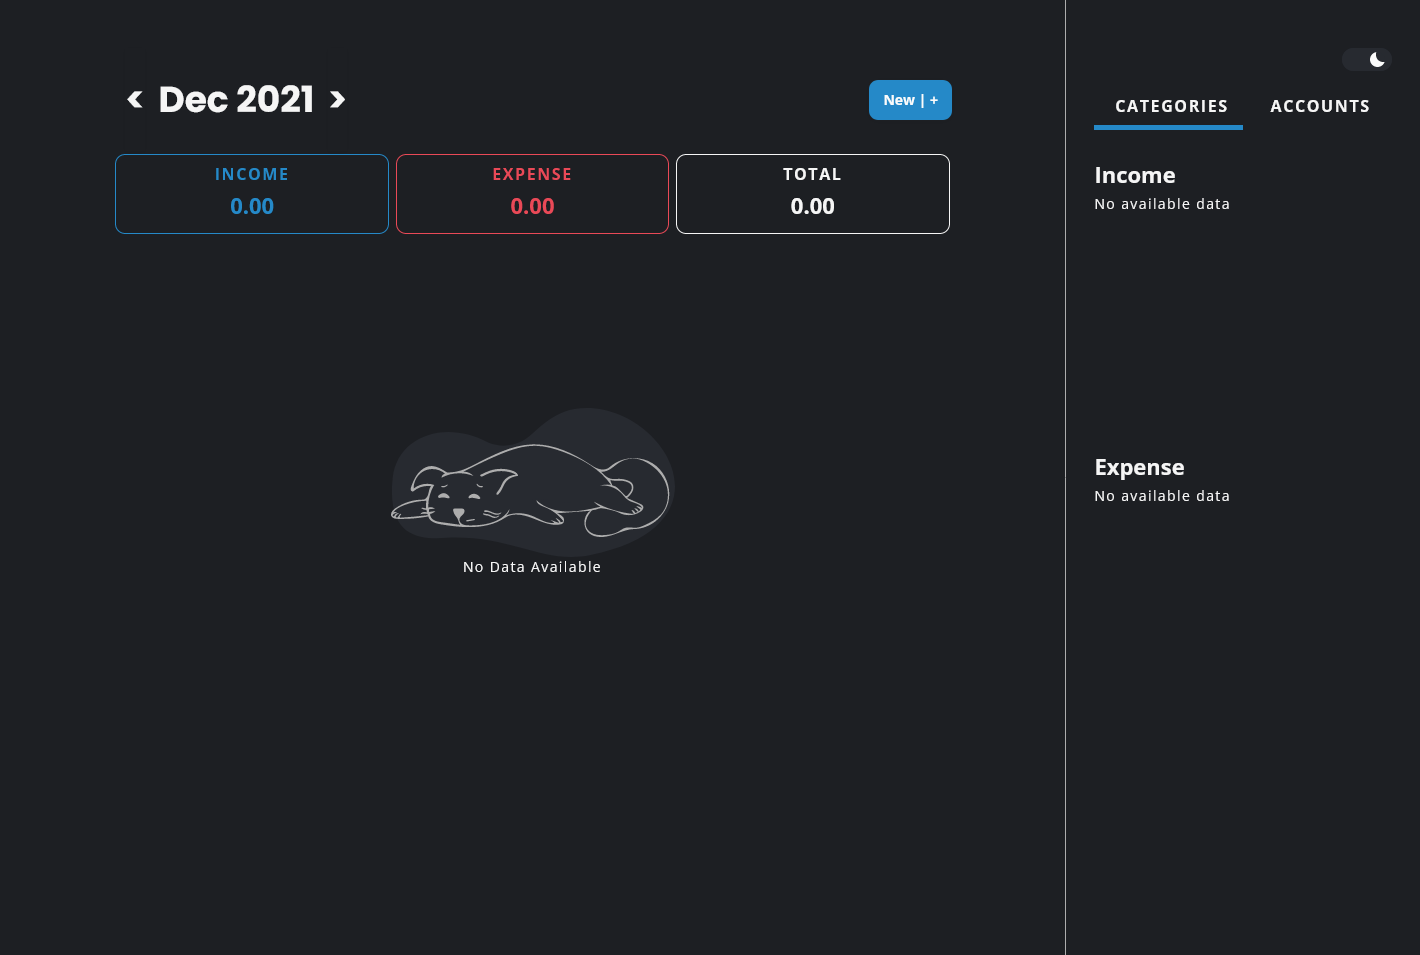 < Dec 2021 >
New | +
INCOME
0.00
EXPENSE
0.00
TOTAL
0.00
No Data Available
CATEGORIES
ACCOUNTS
Income
No available data
Expense
No available data